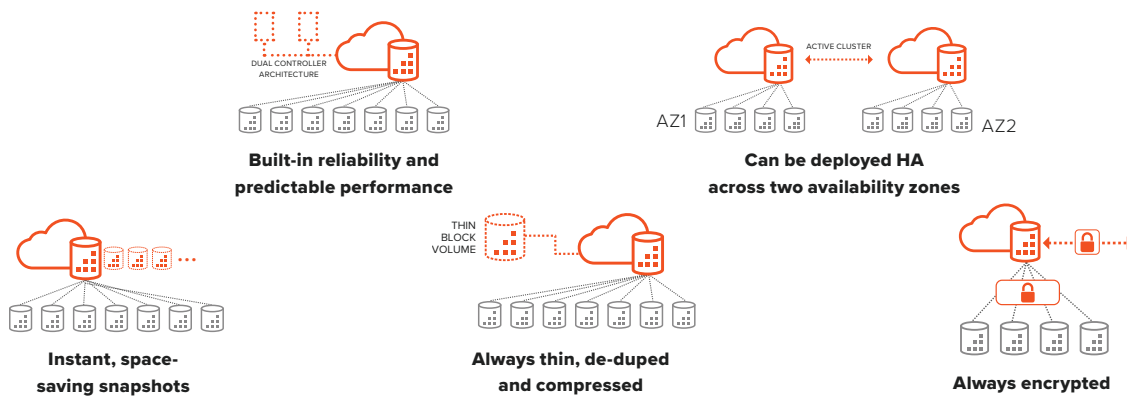 DUAL CONTROLLER
ARCHITECTURE
Built-in reliability and
predictable performance
ACTIVE CLUSTER
AZ1
AZ2
Can be deployed HA
across two availability zones
Instant, space-
saving snapshots
THIN
BLOCK
VOLUME
Always thin, de-duped
and compressed
Always encrypted